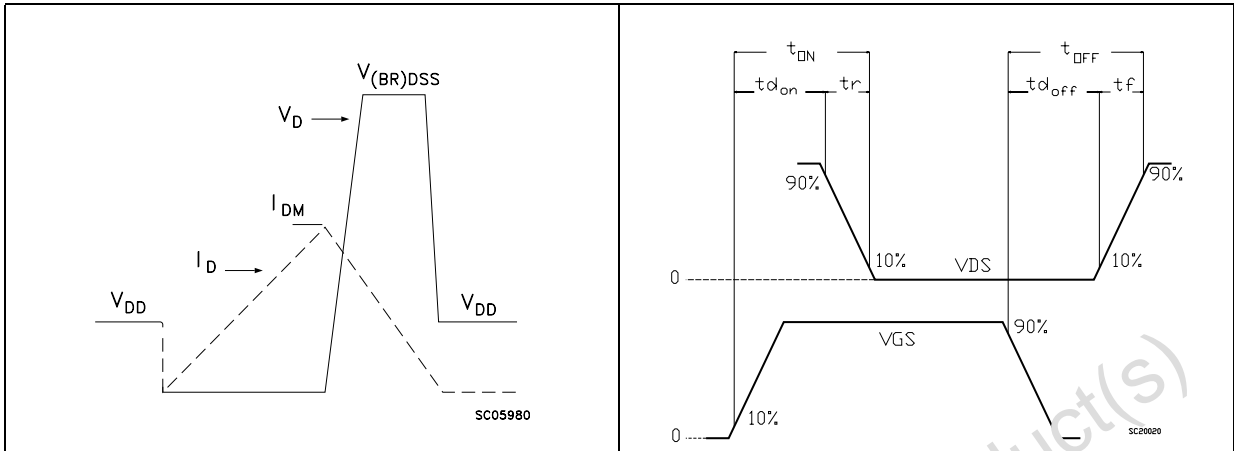 V(BR)DSS
VD
IDM
ID
VDD
VDD
SC05980
tON
tOFF
tdon
tr
tdoff
tf
90%
90%
10%
10%
0
VDS
90%
VGS
10%
0
SC20020
duct(s)